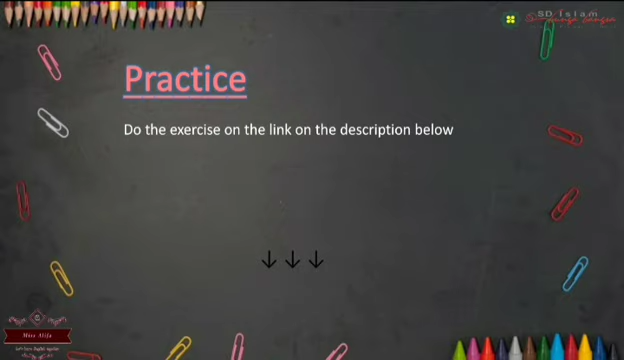 SD Islam
Practice
Do the exercise on the link on the description below
↓ ↓ ↓
Miss Alifa